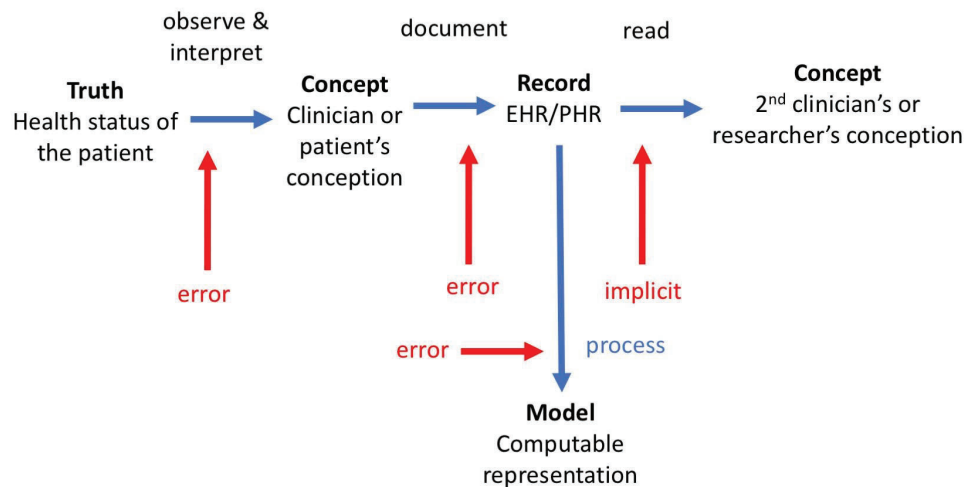 observe &
interpret
document
read
Truth
Health status of
the patient
Concept
Clinician or
patient's
conception
Record
EHR/PHR
Concept
2nd clinician's or
researcher's conception
error
error
implicit
error
process
Model
Computable
representation